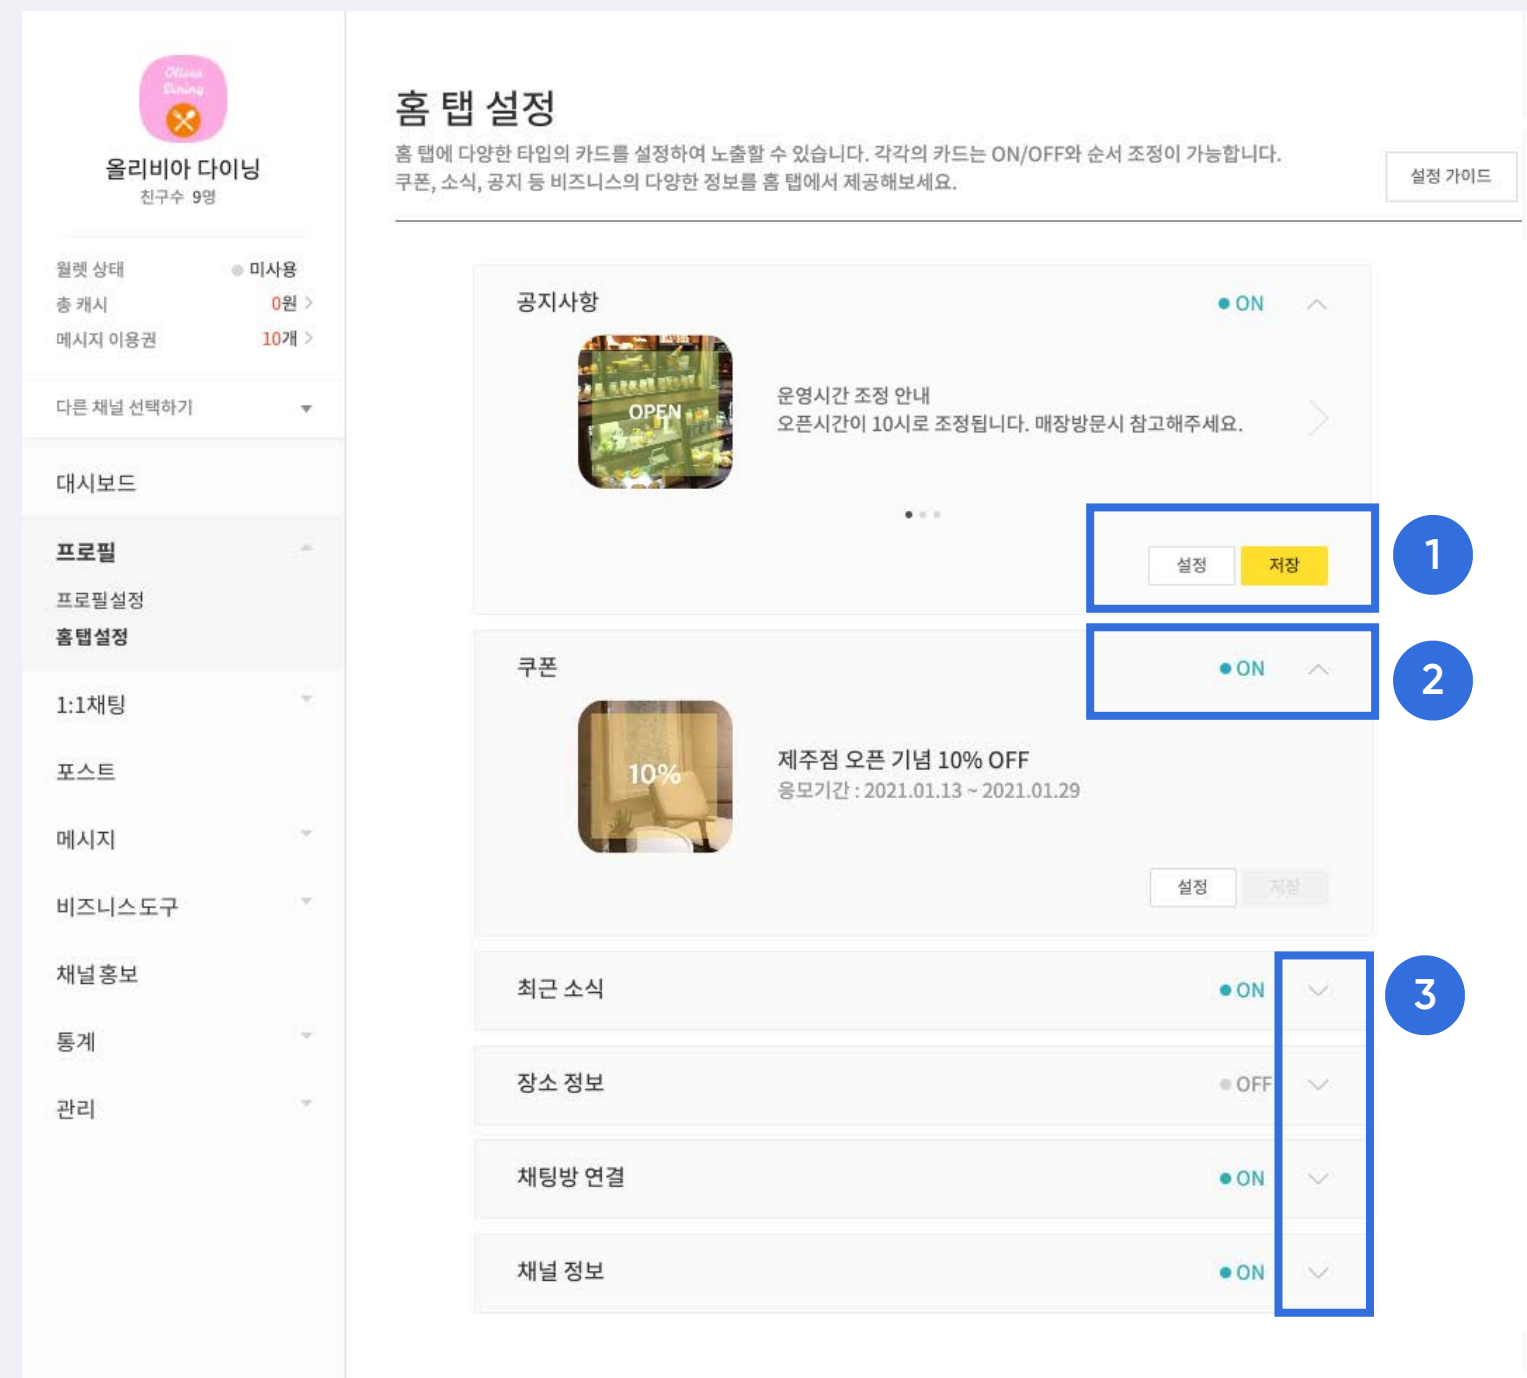 Olivia
Dining
올리비아 다이닝
친구수 9명
월렛 상태 미사용
총 캐시 0원
메시지 이용권 10개
다른 채널 선택하기
대시보드
프로필
프로필설정
홈탭설정
1:1채팅
포스트
메시지
비즈니스도구
채널홍보
통계
관리
홈 탭 설정
홈 탭에 다양한 타입의 카드를 설정하여 노출할 수 있습니다. 각각의 카드는 ON/OFF와 순서 조정이 가능합니다.
쿠폰, 소식, 공지 등 비즈니스의 다양한 정보를 홈 탭에서 제공해보세요.
설정 가이드
공지사항 ON
OPEN
운영시간 조정 안내
오픈시간이 10시로 조정됩니다. 매장방문시 참고해주세요.
설정 저장
1
쿠폰 ON
2
10%
제주점 오픈 기념 10% OFF
응모기간 : 2021.01.13 ~ 2021.01.29
설정 저장
최근 소식 ON
3
장소 정보 OFF
채팅방 연결 ON
채널 정보 ON